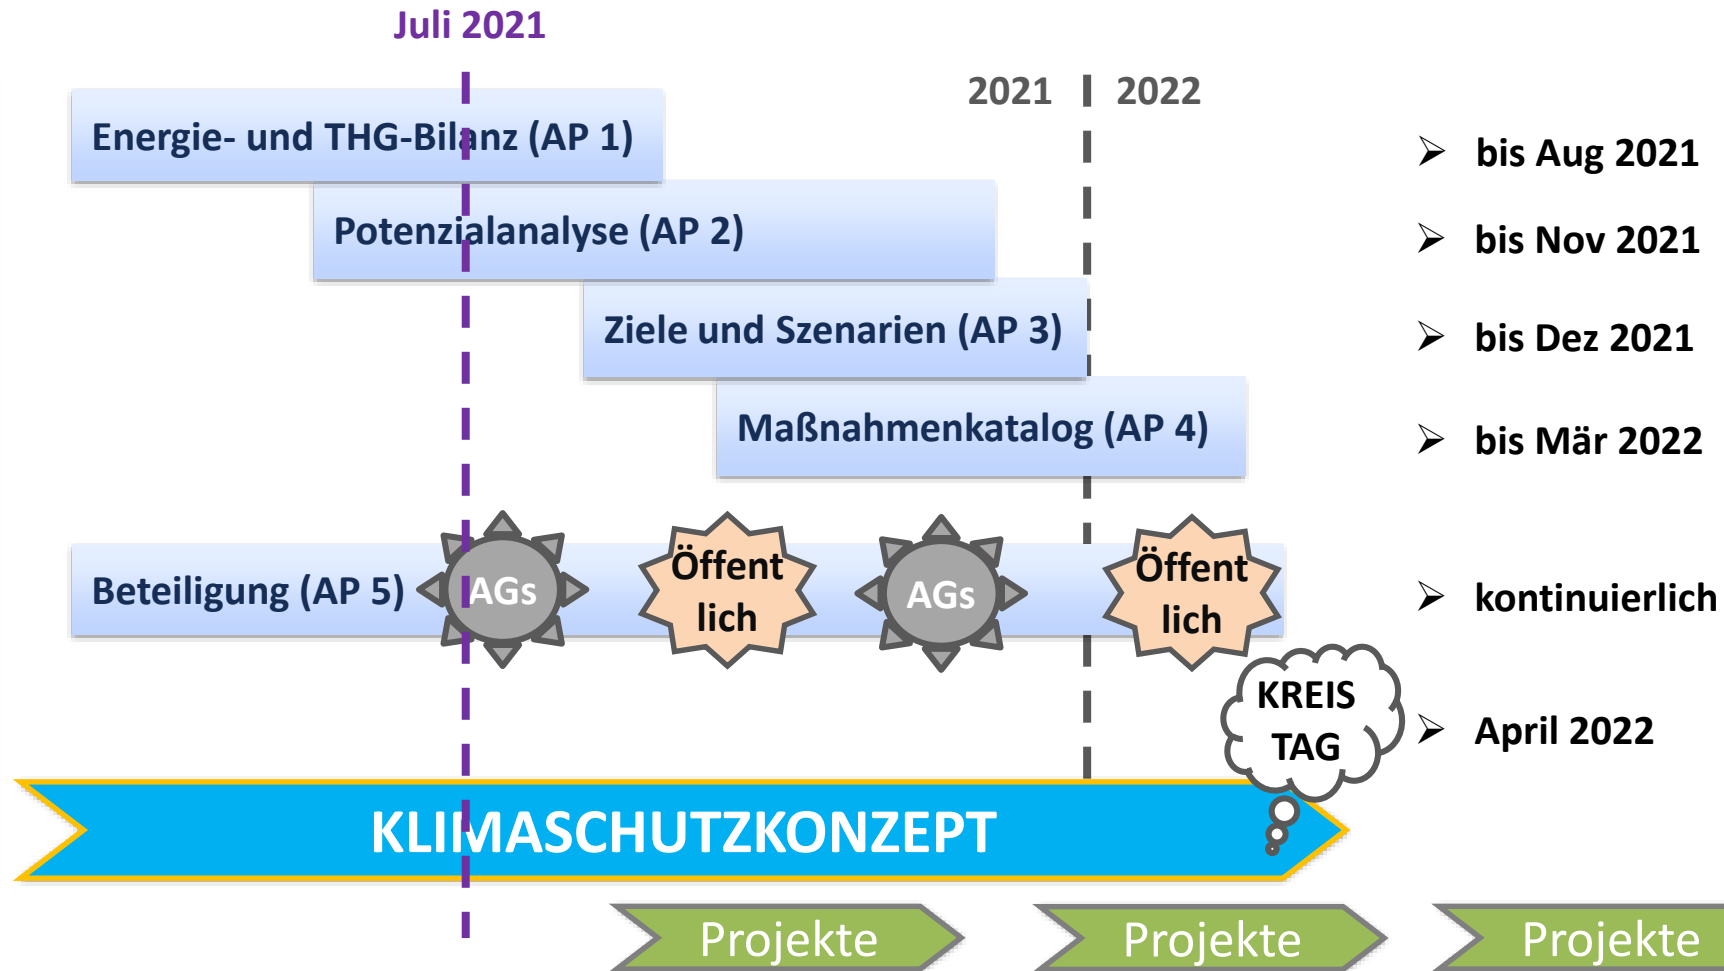 Juli 2021
2021 2022
Energie- und THG-Bilanz (AP 1)
bis Aug 2021
Potenzialanalyse (AP 2)
bis Nov 2021
Ziele und Szenarien (AP 3)
bis Dez 2021
Maßnahmenkatalog (AP 4)
bis Mär 2022
Beteiligung (AP 5)
AGs
Öffent
lich
AGs
Öffent
lich
kontinuierlich
KREIS
TAG
April 2022
KLIMASCHUTZKONZEPT
Projekte
Projekte
Projekte